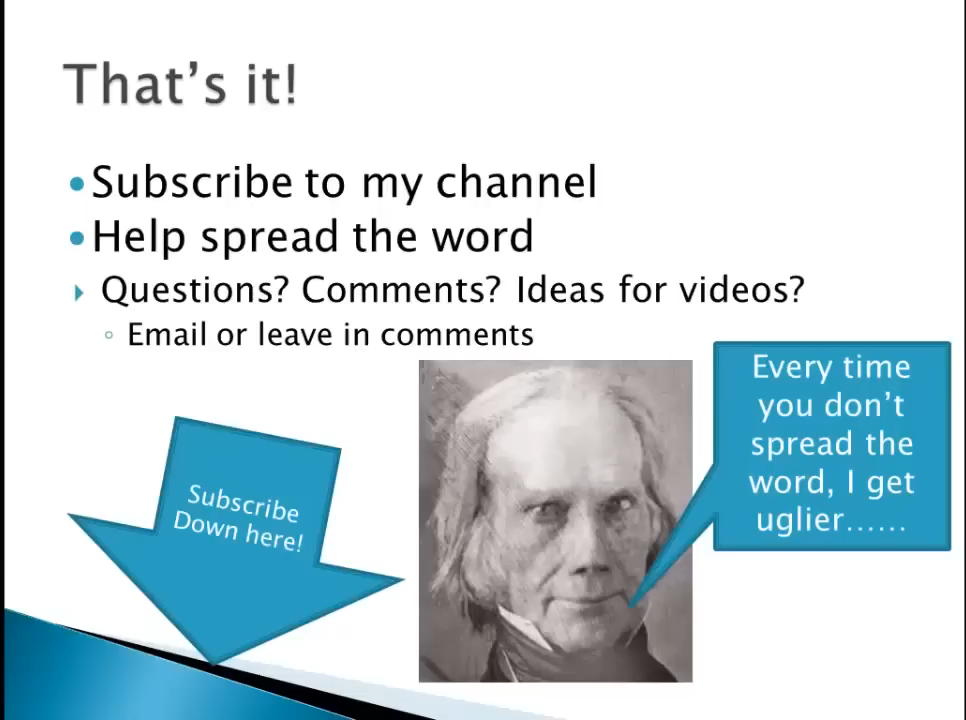 That's it!
Subscribe to my channel
Help spread the word
Questions? Comments? Ideas for videos?
Email or leave in comments
Every time
you don't
spread the
word, I get
uglier......
Subscribe
Down here!